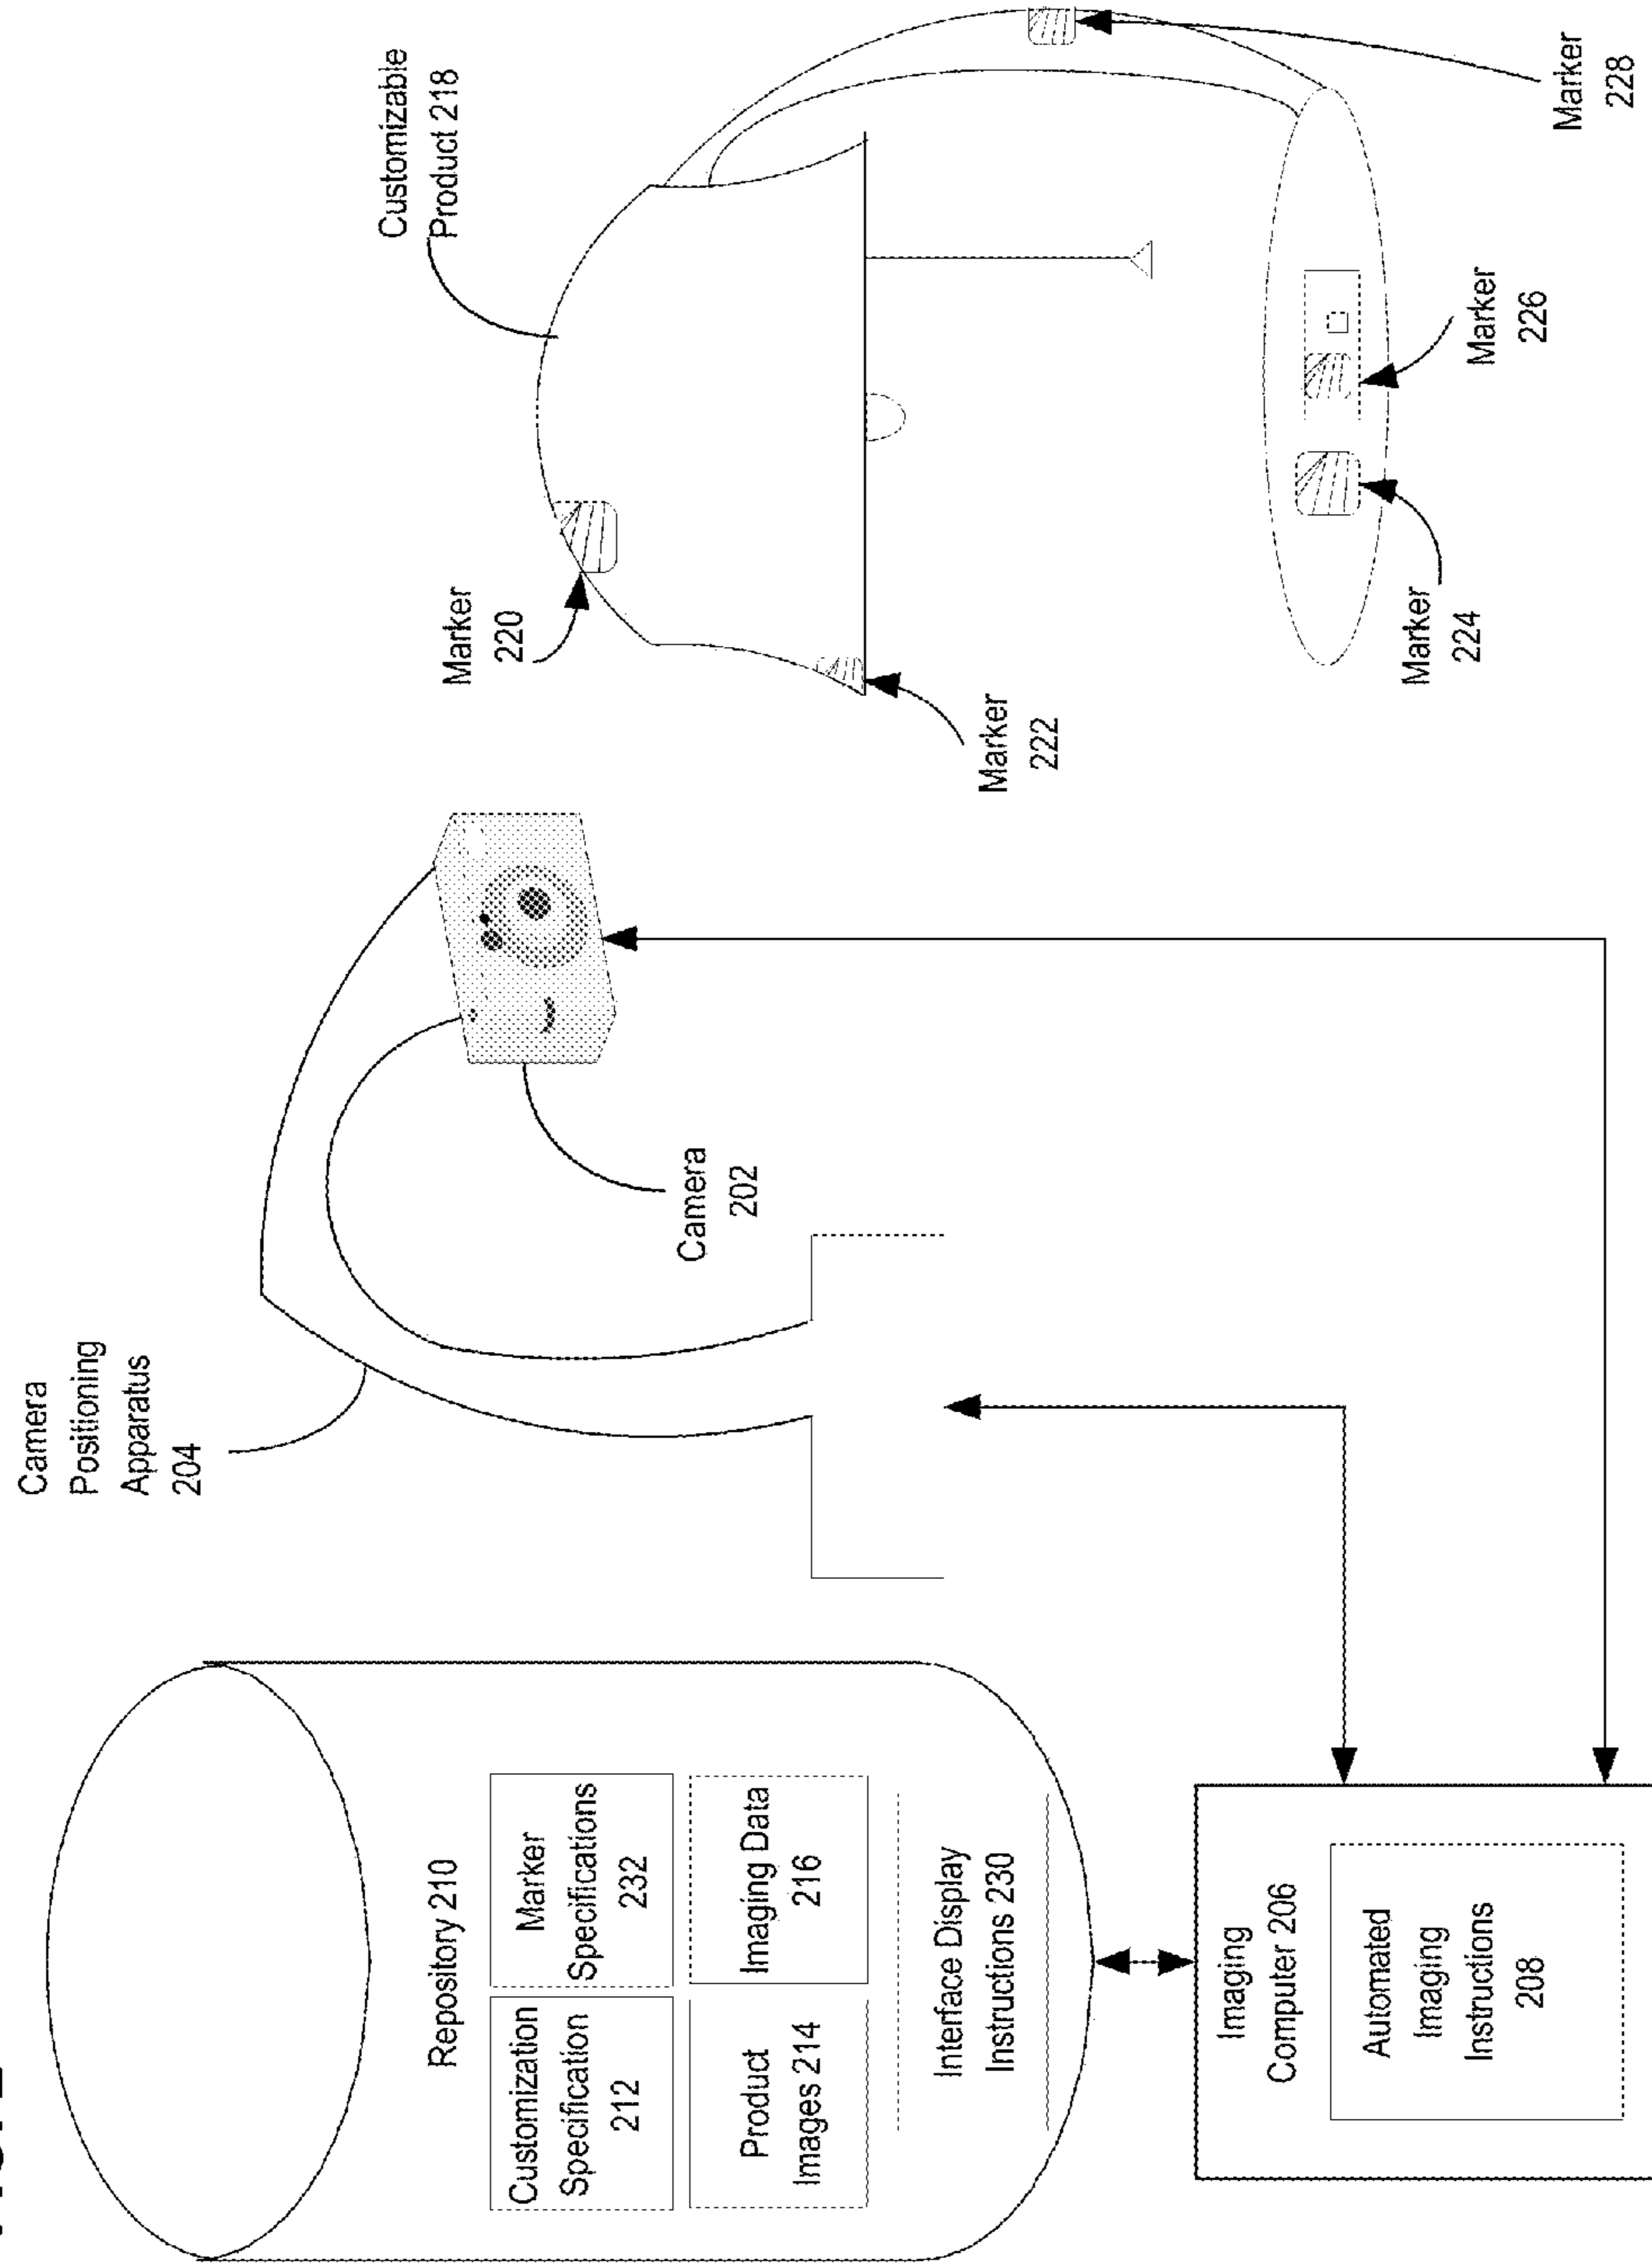 Camera
Positioning
Apparatus
204
Repository 210
Customization
Specification
212
Marker
Specifications
232
Product
Images 214
Imaging Data
216
Interface Display
Instructions 230
Imaging
Computer 206
Automated
Imaging
Instructions
208
Camera
202
Customizable
Product 218
Marker
220
Marker
222
Marker
224
Marker
226
Marker
228